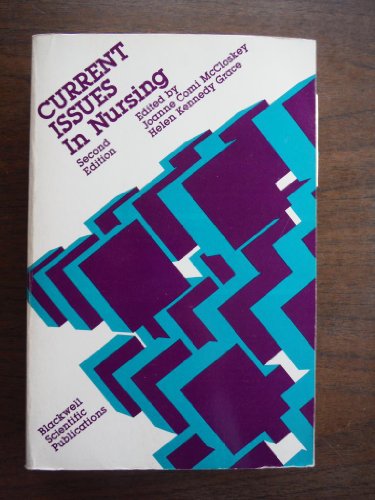 CURRENT
ISSUES
In Nursing
Second
Edition
Edited by
Joanne Comi McCloskey
Helen Kennedy Grace
Blackwell
Scientific
Publications